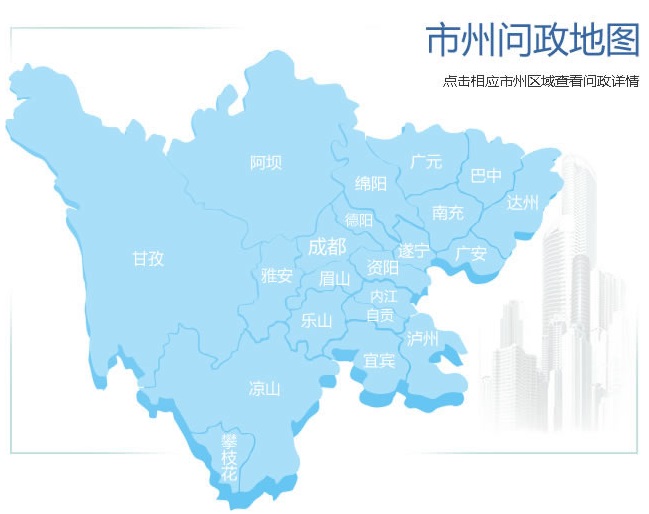 市州问政地图
点击相应市州区域查看问政详情
阿坝
广元
巴中
绵阳
达州
南充
德阳
成都
遂宁
广安
甘孜
资阳
雅安
眉山
内江
自贡
乐山
泸州
宜宾
凉山
攀枝花